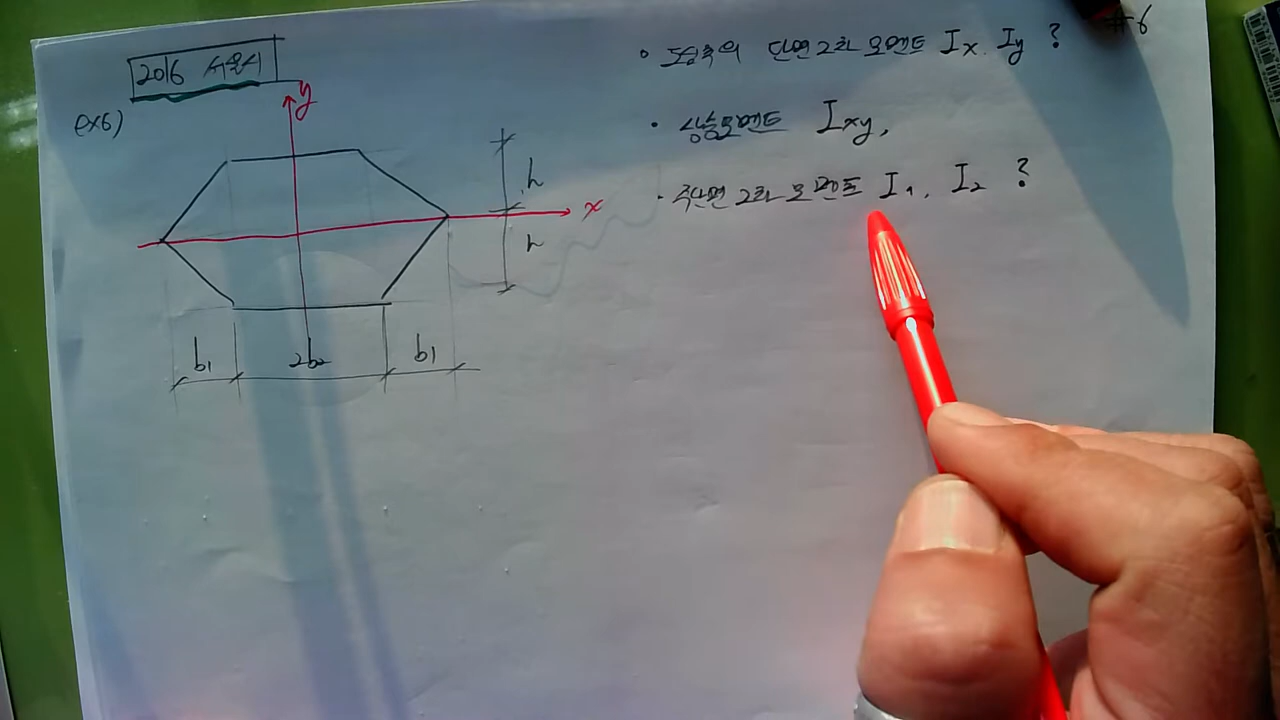 #6
2016 서울시
ex6)
y
x
h
h
b1 2b2 b1
• 도심축의 단면2차 모멘트 Ix. Iy ?
• 상승모멘트 Ixy,
• 주단면 2차 모멘트 I1, I2 ?